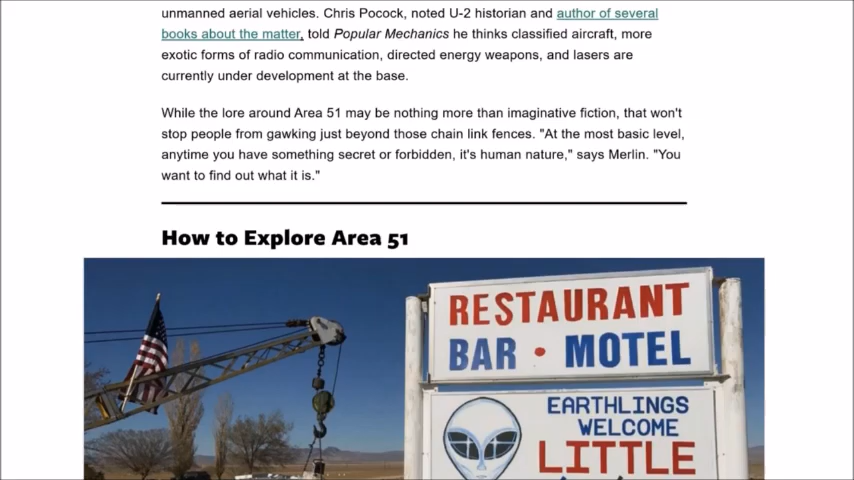 unmanned aerial vehicles. Chris Pocock, noted U-2 historian and author of several
books about the matter, told Popular Mechanics he thinks classified aircraft, more
exotic forms of radio communication, directed energy weapons, and lasers are
currently under development at the base.
While the lore around Area 51 may be nothing more than imaginative fiction, that won't
stop people from gawking just beyond those chain link fences. "At the most basic level,
anytime you have something secret or forbidden, it's human nature," says Merlin. "You
want to find out what it is."
How to Explore Area 51
RESTAURANT
BAR • MOTEL
EARTHLINGS
WELCOME
LITTLE